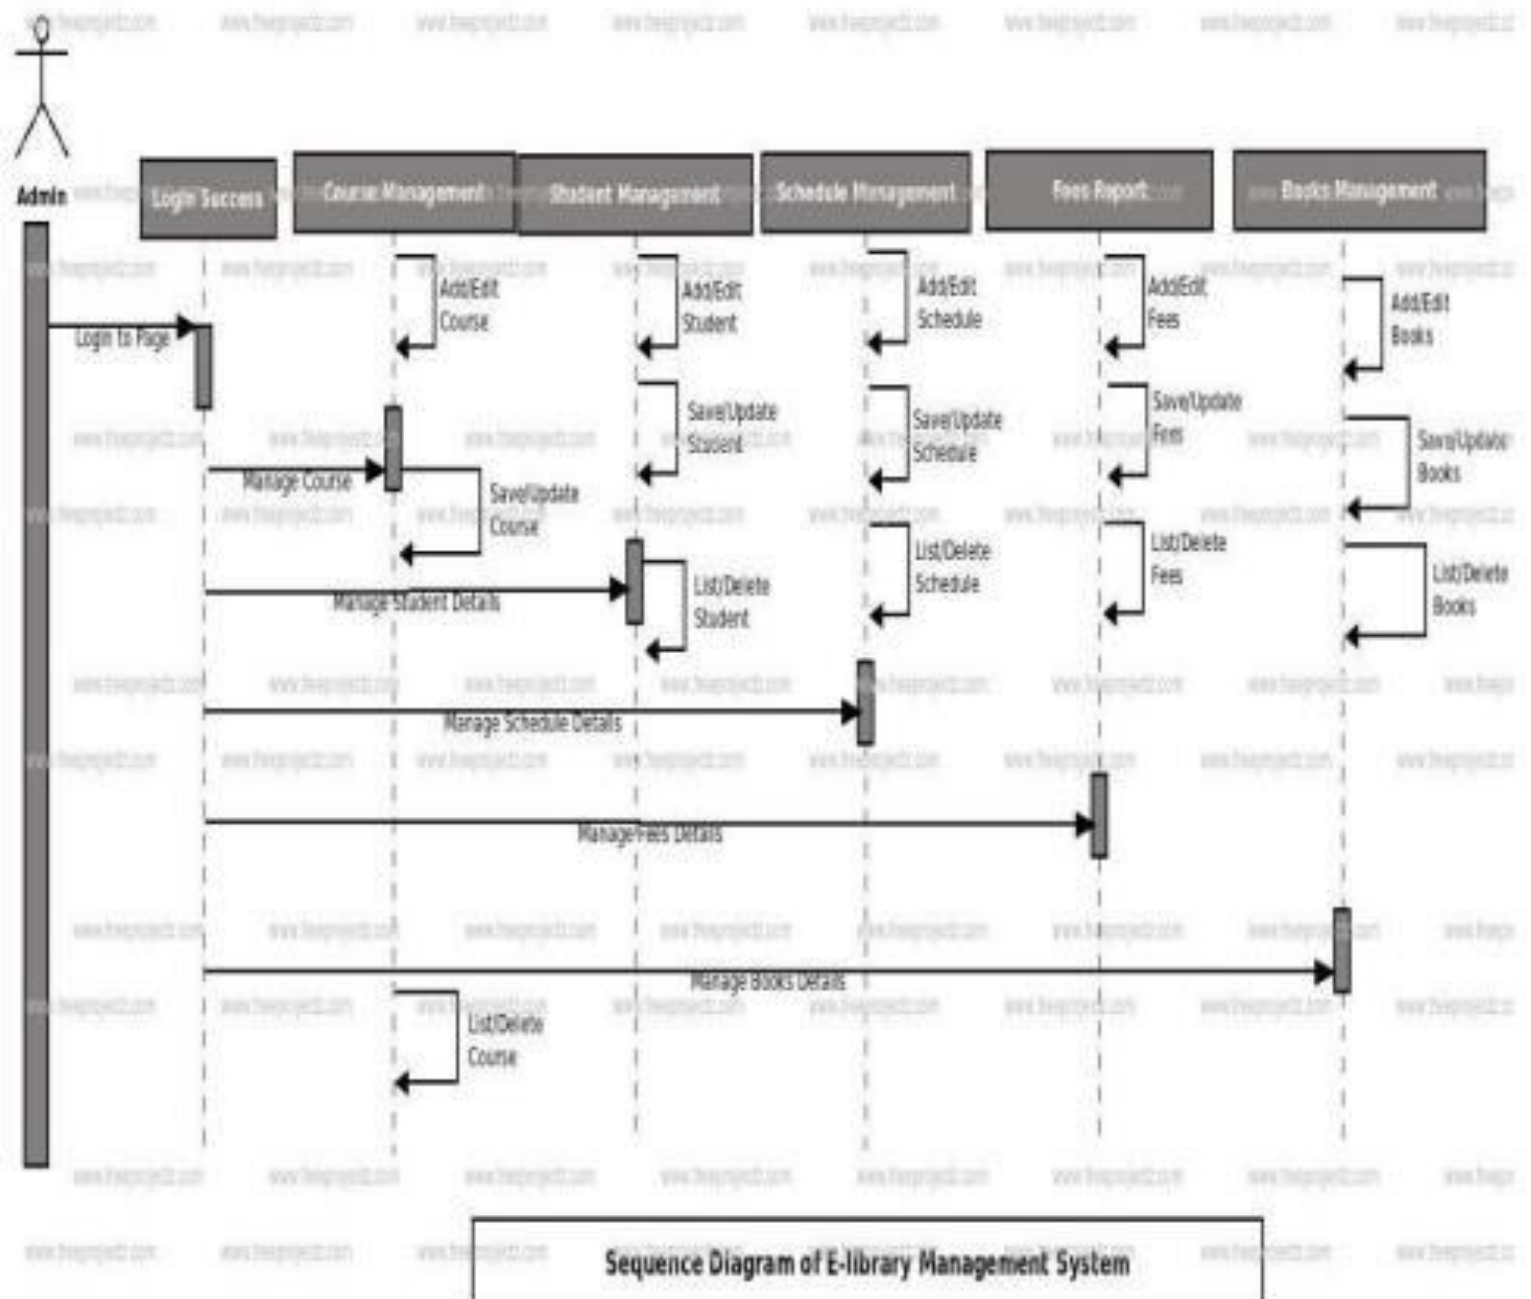 Admin
Login Success
Course Management
Student Management
Schedule Management
Fees Report
Books Management
Add/Edit
Course
Add/Edit
Student
Add/Edit
Schedule
Add/Edit
Fees
Add/Edit
Books
Login to Page
Save/Update
Student
Save/Update
Schedule
Save/Update
Fees
Save/Update
Books
Manage Course
Save/Update
Course
List/Delete
Student
List/Delete
Schedule
List/Delete
Fees
List/Delete
Books
Manage Student Details
Manage Schedule Details
Manage Fees Details
Manage Books Details
List/Delete
Course
Sequence Diagram of E-library Management System